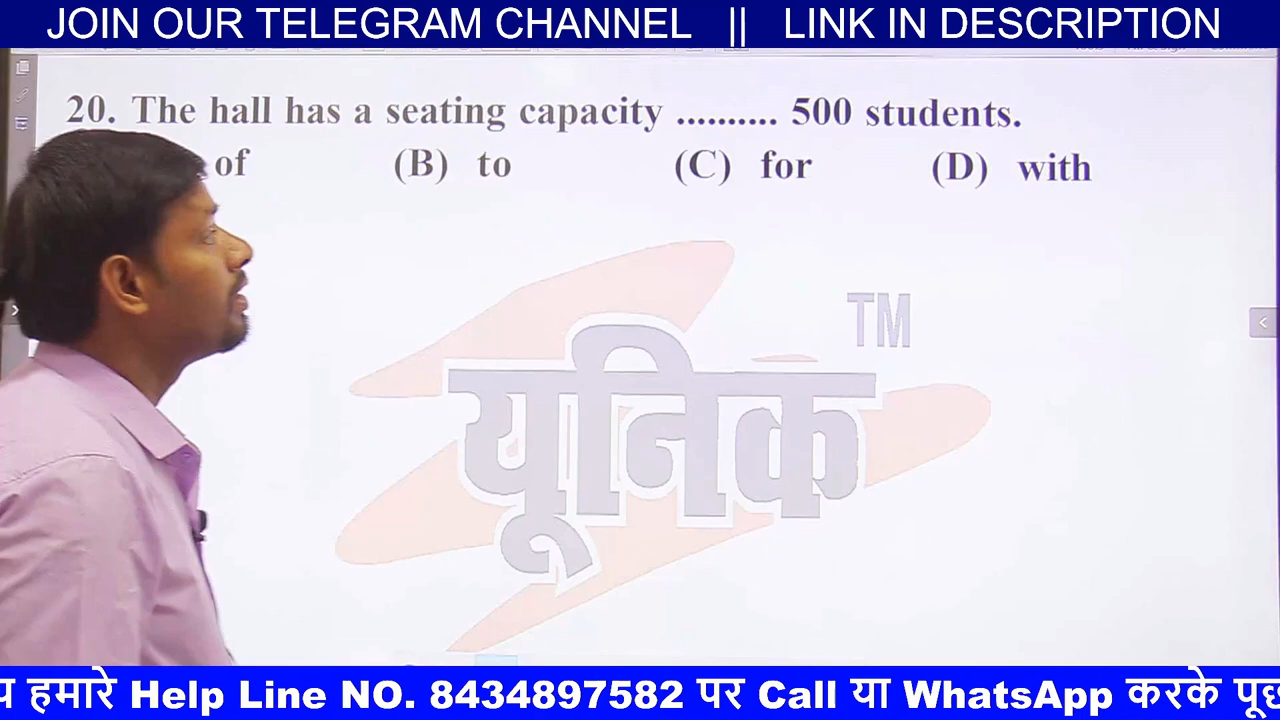 JOIN OUR TELEGRAM CHANNEL || LINK IN DESCRIPTION
20. The hall has a seating capacity .......... 500 students.
of (B) to (C) for (D) with
TM
यूनिक
हमारे Help Line NO. 8434897582 पर Call या WhatsApp करके